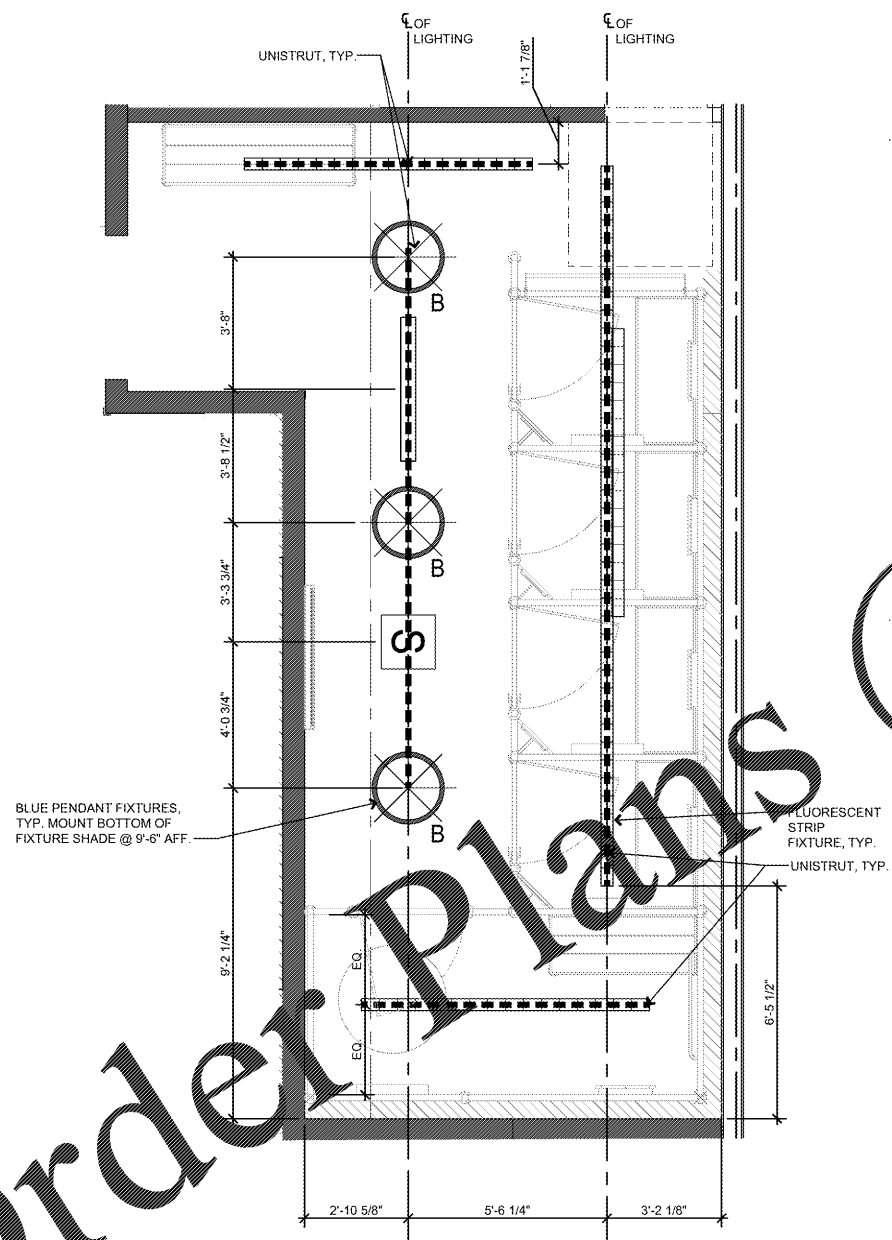 ℄ OF
LIGHTING
℄ OF
LIGHTING
UNISTRUT, TYP.
1'-1 7/8"
B
3'-8"
3'-8 1/2"
B
3'-3 3/4"
S
4'-0 3/4"
BLUE PENDANT FIXTURES,
TYP. MOUNT BOTTOM OF
FIXTURE SHADE @ 9'-6" AFF.
B
FLUORESCENT
STRIP
FIXTURE, TYP.
UNISTRUT, TYP.
9'-2 1/4"
EQ.
EQ.
6'-5 1/2"
2'-10 5/8"
5'-6 1/4"
3'-2 1/8"
rder Plans